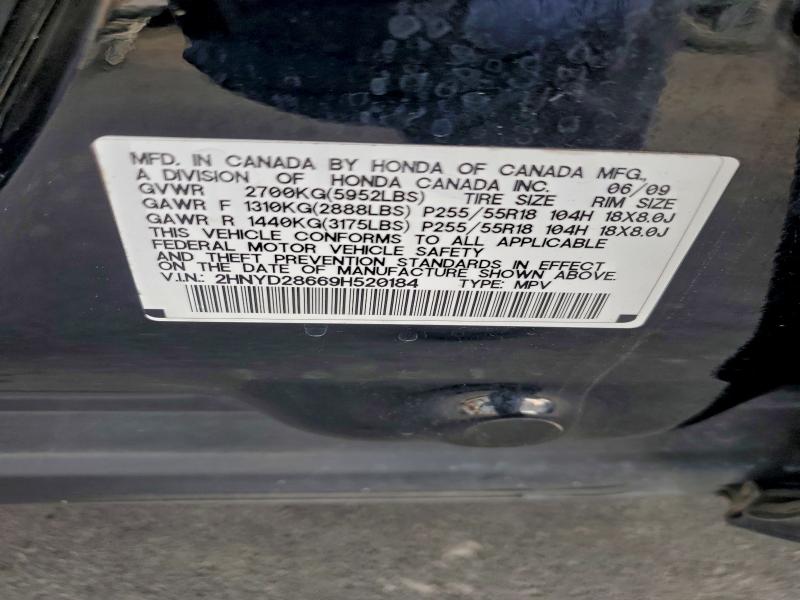 MFD. IN CANADA BY HONDA OF CANADA MFG.,
A DIVISION OF HONDA CANADA INC. 06/09
GVWR 2700KG(5952LBS) TIRE SIZE RIM SIZE
GAWR F 1310KG(2888LBS) P255/55R18 104H 18X8.0J
GAWR R 1440KG(3175LBS) P255/55R18 104H 18X8.0J
THIS VEHICLE CONFORMS TO ALL APPLICABLE
FEDERAL MOTOR VEHICLE SAFETY
AND THEFT PREVENTION STANDARDS IN EFFECT
ON THE DATE OF MANUFACTURE SHOWN ABOVE.
V.I.N.: 2HNYD28669H520184 TYPE: MPV